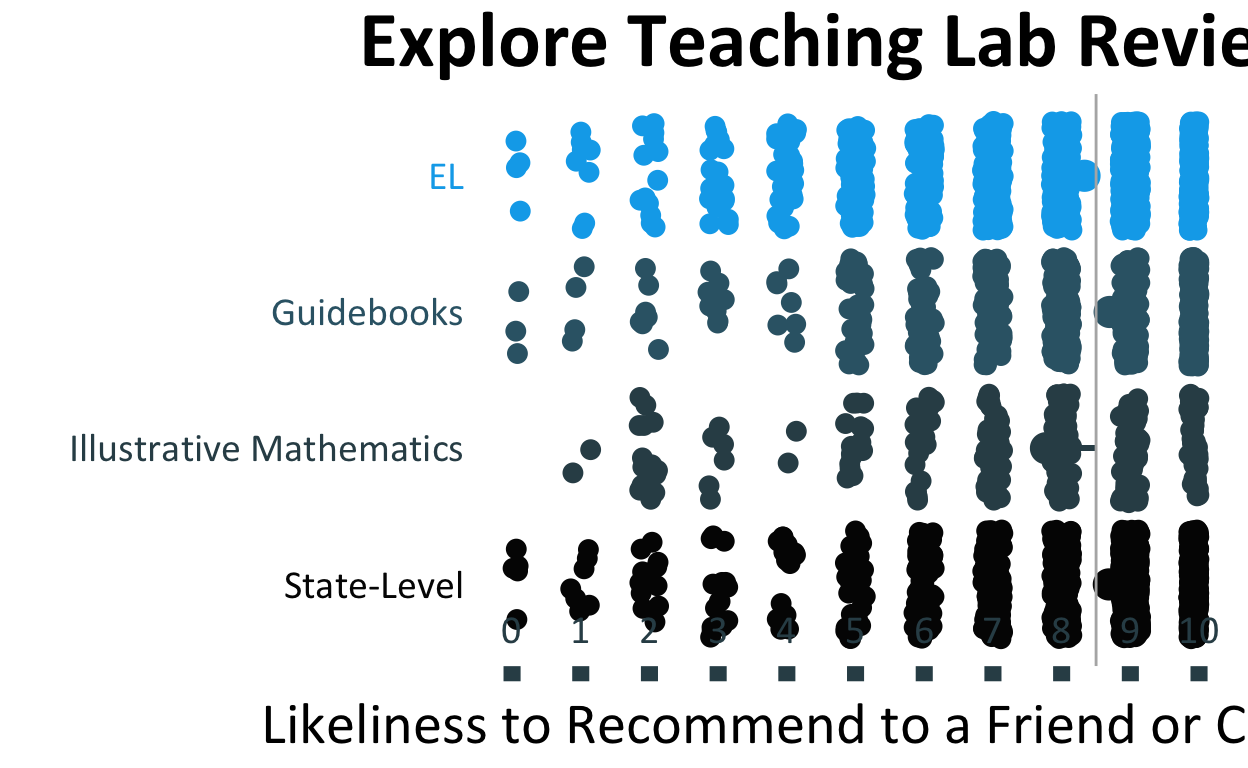 Explore Teaching Lab
EL
Guidebooks
Illustrative Mathematics
State-Level
0 1 2 3 4 5 6 7 8 9 10
Likeliness to Recommend to a Friend or